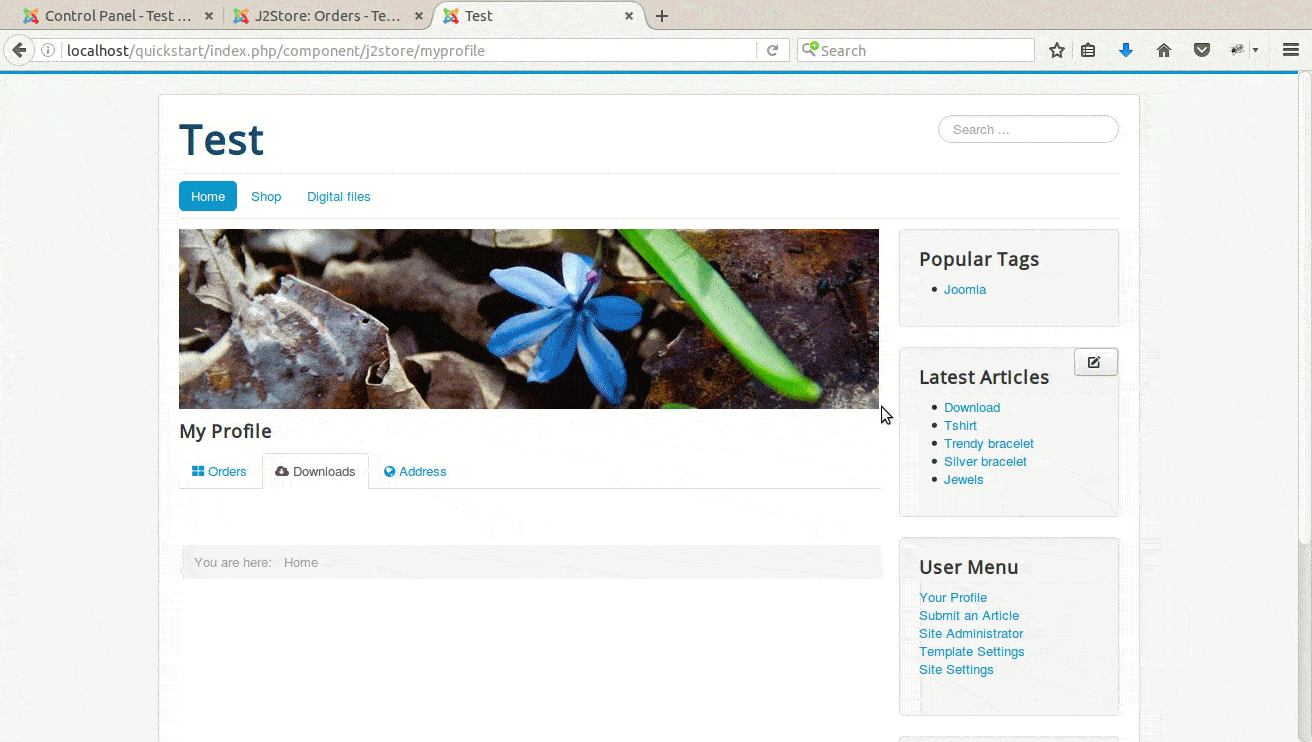 Control Panel - Test ...
J2Store: Orders - Te...
Test
localhost/quickstart/index.php/component/j2store/myprofile
Search
Test
Search ...
Home
Shop
Digital files
Popular Tags
Joomla
Latest Articles
Download
Tshirt
Trendy bracelet
Silver bracelet
Jewels
My Profile
Orders
Downloads
Address
You are here: Home
User Menu
Your Profile
Submit an Article
Site Administrator
Template Settings
Site Settings